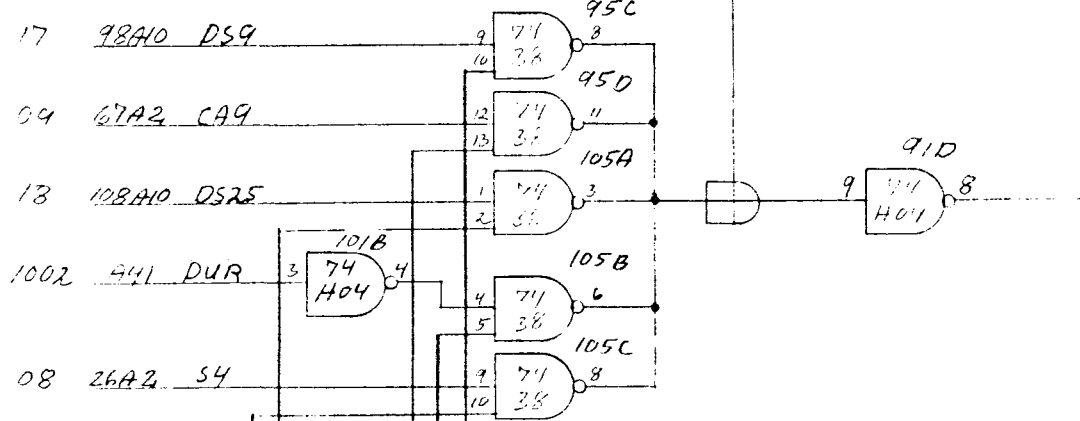 95C
17 98A10 DS9 9 74 8
10 38
95D
09 67A2 CA9 12 74 11
13 38
105A
91D
13 108A10 DS25 1 74 3 9 74 8
2 38 H04
101B
105B
1002 A41 DUR 3 74 4
H04
4 74 6
5 38
105C
08 26A2 S4 9 74 8
10 38